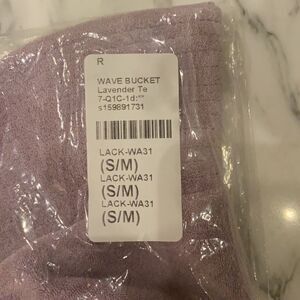 R
WAVE BUCKET
Lavender Te
7-Q1C-1d:**
s159891731
LACK-WA31
(S/M)
LACK-WA31
(S/M)
LACK-WA31
(S/M)